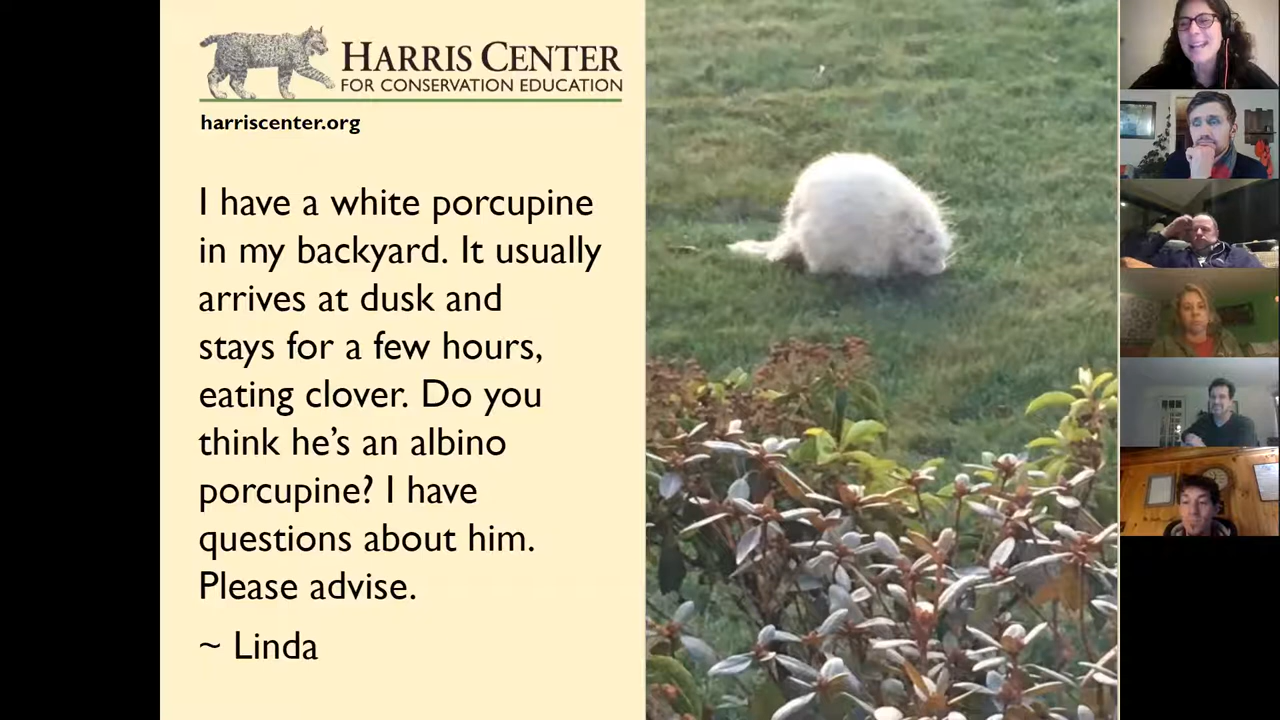 HARRIS CENTER
FOR CONSERVATION EDUCATION
harriscenter.org
I have a white porcupine
in my backyard. It usually
arrives at dusk and
stays for a few hours,
eating clover. Do you
think he's an albino
porcupine? I have
questions about him.
Please advise.
~ Linda